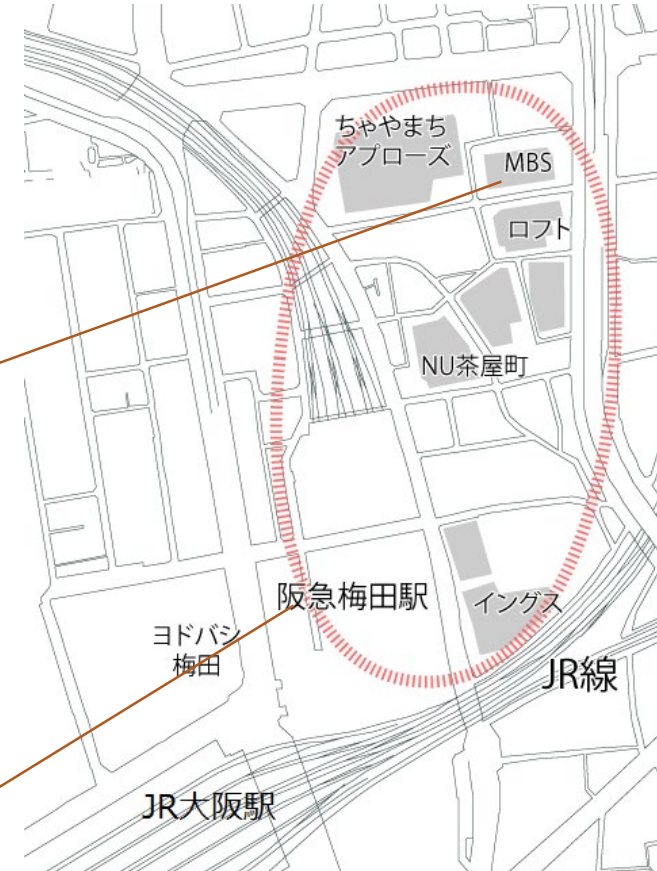 ちゃやまち
アプローズ
MBS
ロフト
NU茶屋町
阪急梅田駅
イングス
ヨドバシ
梅田
JR線
JR大阪駅